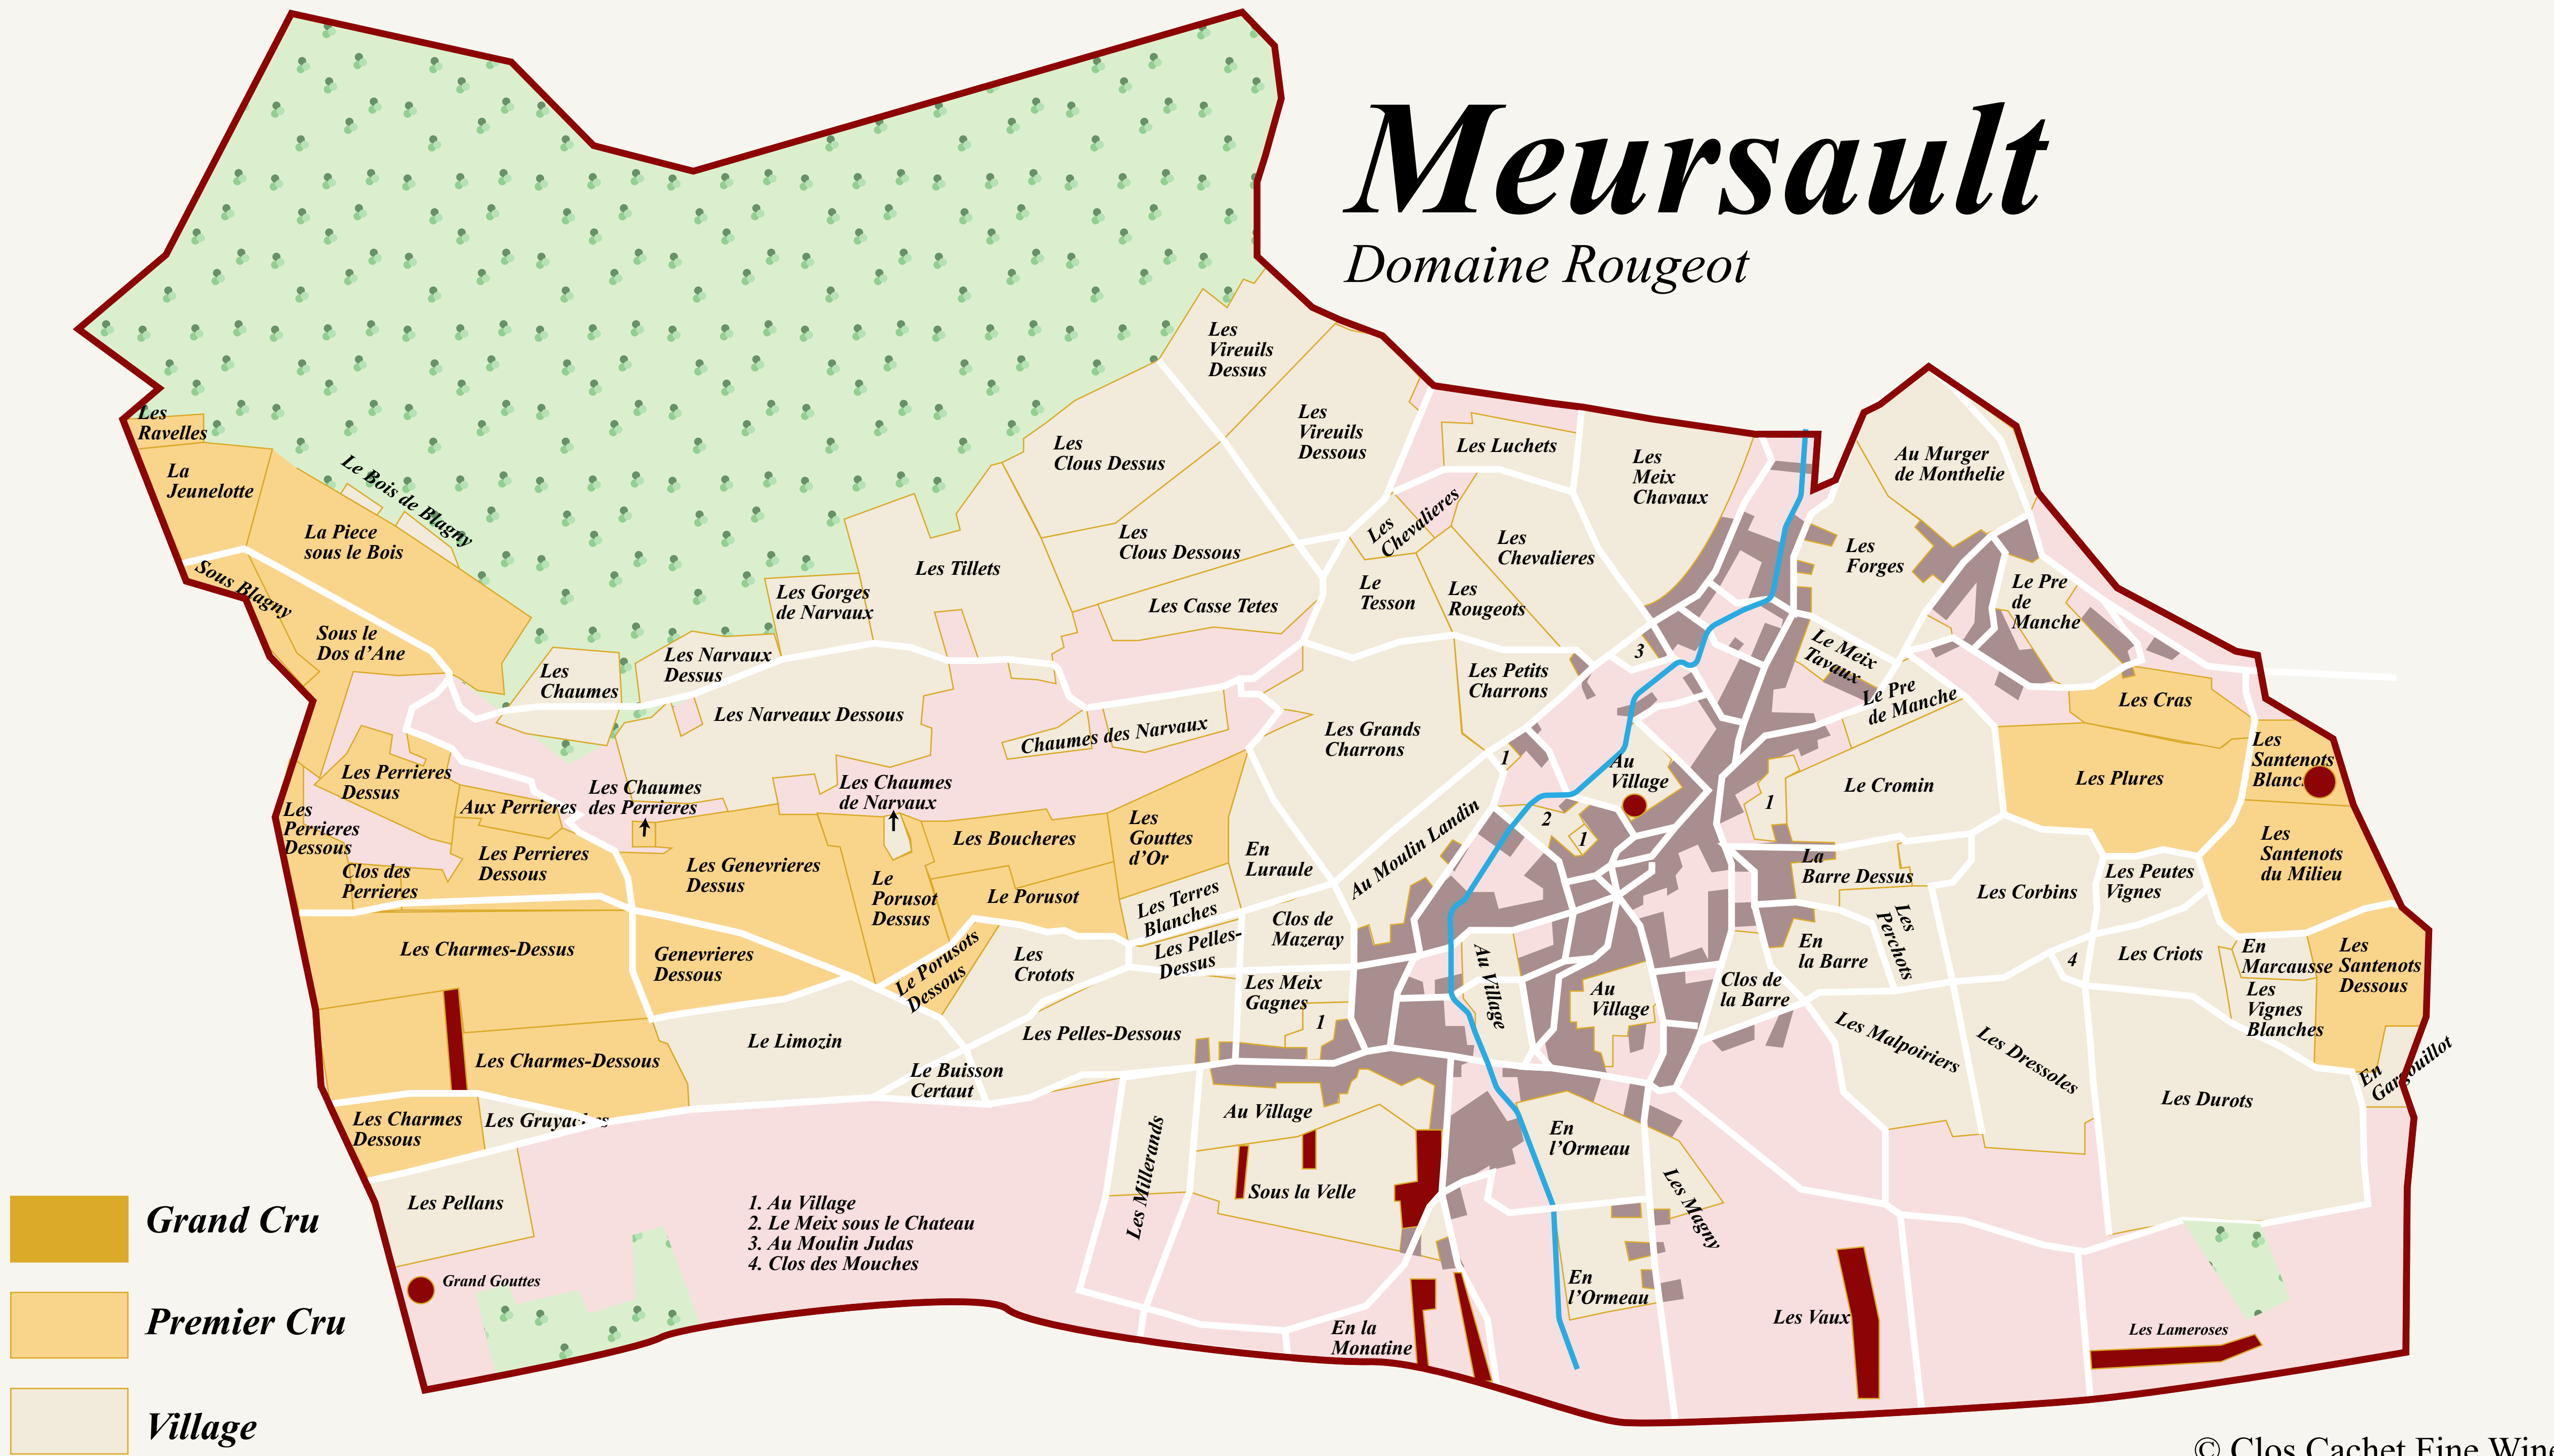 Meursault
Domaine Rougeot
Les
Vireuils
Dessus
Les
Vireuils
Dessous
Les
Clous Dessus
Les
Clous Dessous
Les Luchets
Les
Meix
Chavaux
Au Murger
de Monthelie
Les
Ravelles
La
Jeunelotte
Le Bois de Blagny
La Piece
sous le Bois
Sous Blagny
Sous le
Dos d’Ane
Les
Chaumes
Les Narvaux
Dessus
Les Gorges
de Narvaux
Les Tillets
Les Casse Tetes
Les
Chevalieres
Les
Chevalieres
Le
Tesson
Les
Rougeots
Les
Forges
Le Pre
de
Manche
Le Meix
Tavaux
Le Pre
de Manche
3
Les Petits
Charrons
Les Narveaux Dessous
Chaumes des Narvaux
Les Grands
Charrons
1
Au
Village
Le Cromin
1
Les Cras
Les Plures
Les
Santenots
Blanc
Les Perrieres
Dessus
Aux Perrieres
Les Chaumes
des Perrieres
Les Chaumes
de Narvaux
Les
Perrieres
Dessous
Clos des
Perrieres
Les Perrieres
Dessous
Les Genevrieres
Dessus
Le
Porusot
Dessus
Les Boucheres
Les
Gouttes
d’Or
Le Porusot
En
Luraule
Au Moulin Landin
2
1
La
Barre Dessus
Les
Perchots
Les Corbins
Les Peutes
Vignes
Les
Santenots
du Milieu
Les Terres
Blanches
Clos de
Mazeray
Les Pelles-
Dessus
Les Charmes-Dessus
Genevrieres
Dessous
Le Porusots
Dessous
Les
Crotots
Les Meix
Gagnes
1
Au Village
Au
Village
Clos de
la Barre
En
la Barre
4
Les Criots
En
Marcausse
Les
Santenots
Dessous
Les
Vignes
Blanches
Les Charmes-Dessous
Le Limozin
Les Pelles-Dessous
Le Buisson
Certaut
Les Malpoiriers
Les Dressoles
Les Durots
En
Gargouillot
Les Charmes
Dessous
Les Pellans
Les Millerands
Au Village
Sous la Velle
En
l’Ormeau
Les Magny
En
l’Ormeau
En la
Monatine
Les Vaux
Les Lameroses
Grand Gouttes
1. Au Village
2. Le Meix sous le Chateau
3. Au Moulin Judas
4. Clos des Mouches
Grand Cru
Premier Cru
Village
© Clos Cachet Fine Wine